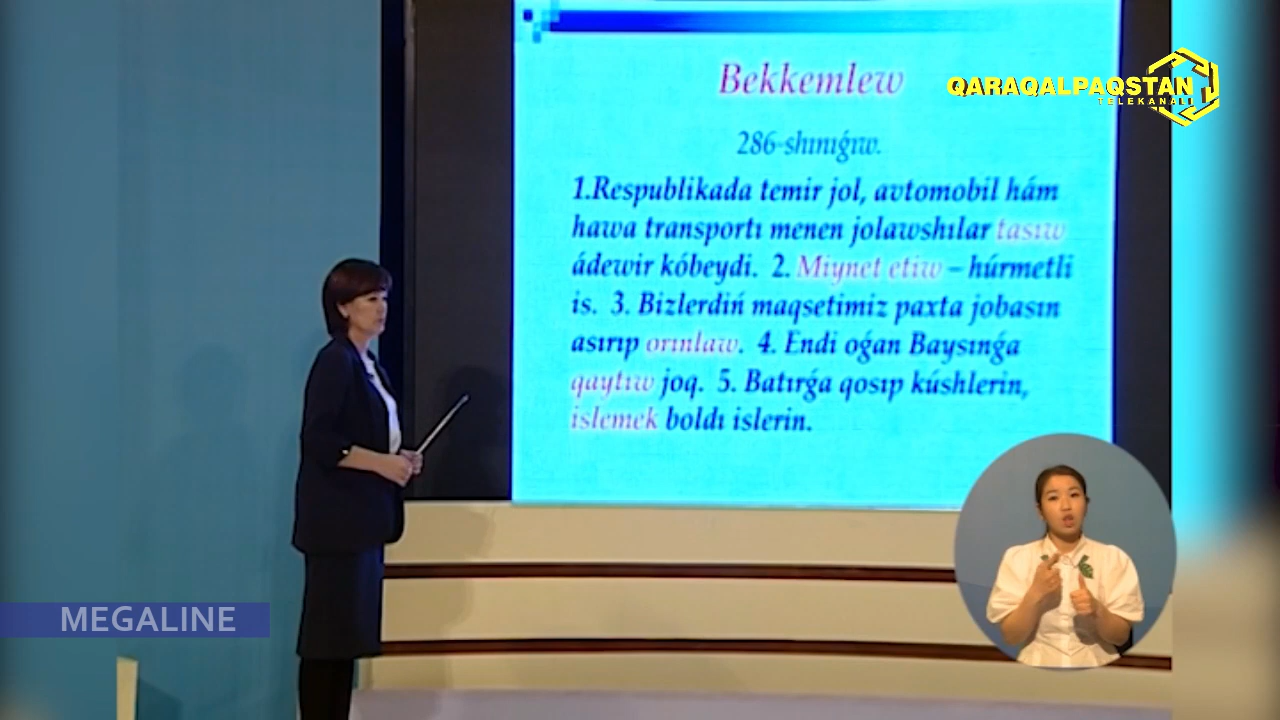 Bekkemlew
QARAQALPAQSTAN
TELEKANALI
286-shınıǵıw.
1.Respublikada temir jol, avtomobil hám
hawa transportı menen jolawshılar tasıw
ádewir kóbeydi. 2. Miynet etiw – húrmetli
is. 3. Bizlerdiń maqsetimiz paxta jobasın
asırıp orınlaw. 4. Endi oǵan Baysınǵa
qaytıw joq. 5. Batırǵa qosıp kúshlerin,
islemek boldı islerin.
MEGALINE